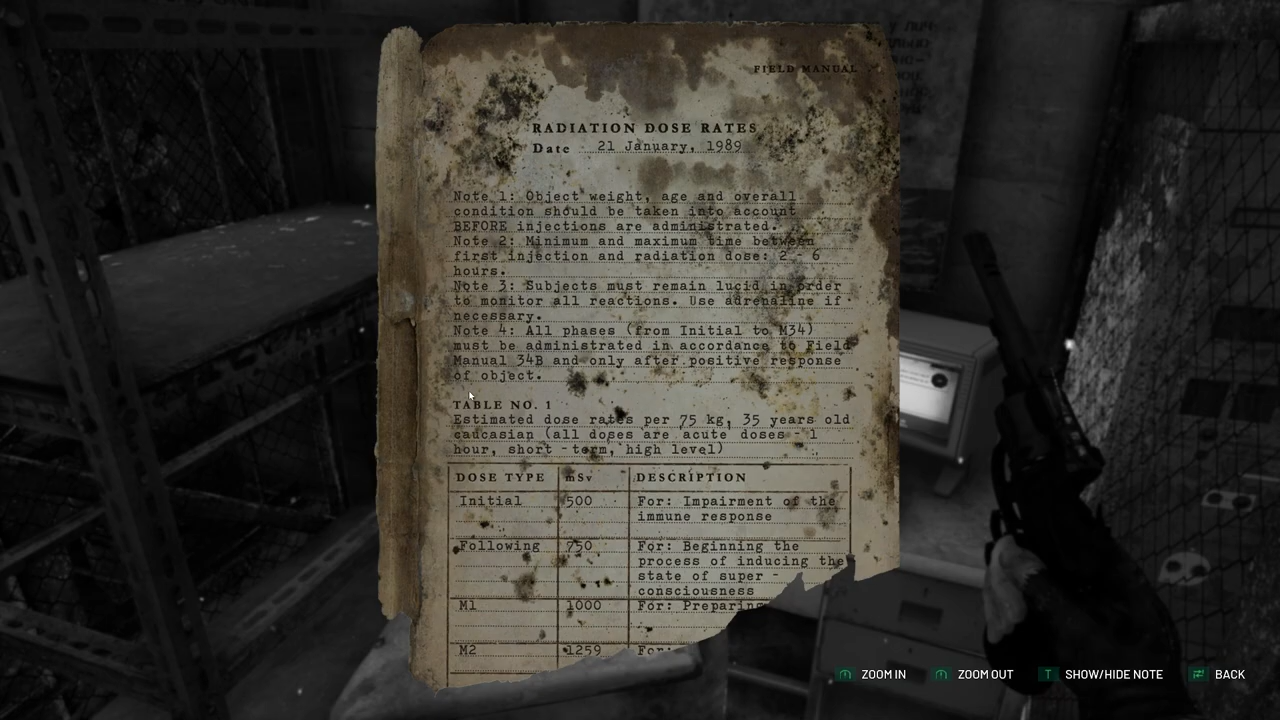 FIELD MANUAL
RADIATION DOSE RATES
Date 21 January, 1989
Note 1: Object weight, age and overall
condition should be taken into account
BEFORE injections are administrated.
Note 2: Minimum and maximum time between
first injection and radiation dose: 2 - 6
hours.
Note 3: Subjects must remain lucid in order
to monitor all reactions. Use adrenaline if
necessary.
Note 4: All phases (from Initial to M34)
must be administrated in accordance to Field
Manual 34B and only after positive response
of object.
TABLE NO. 1
Estimated dose rates per 75 kg, 35 years old
caucasian (all doses are acute doses - 1
hour, short - term, high level)
DOSE TYPE mSv DESCRIPTION
Initial 500 For: Impairment of the
immune response
Following 750 For: Beginning the
process of inducing the
state of super -
consciousness
M1 1000 For: Preparing
M2 1259 For:
ZOOM IN ZOOM OUT T SHOW/HIDE NOTE BACK